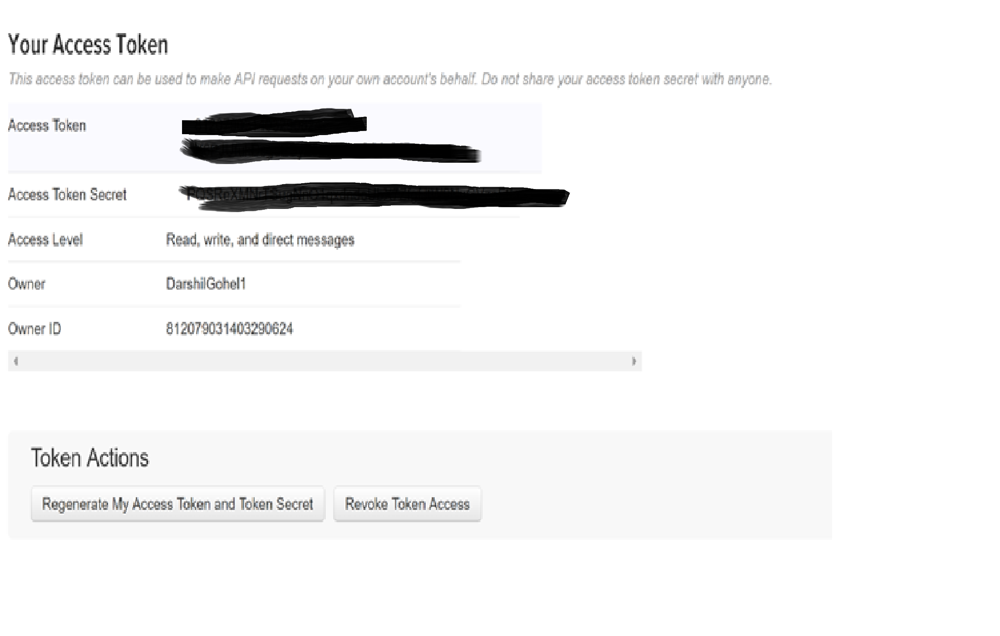 Your Access Token
This access token can be used to make API requests on your own account's behalf. Do not share your access token secret with anyone.
Access Token
Access Token Secret
Access Level Read, write, and direct messages
Owner DarshilGohel1
Owner ID 812079031403290624
Token Actions
Regenerate My Access Token and Token Secret Revoke Token Access